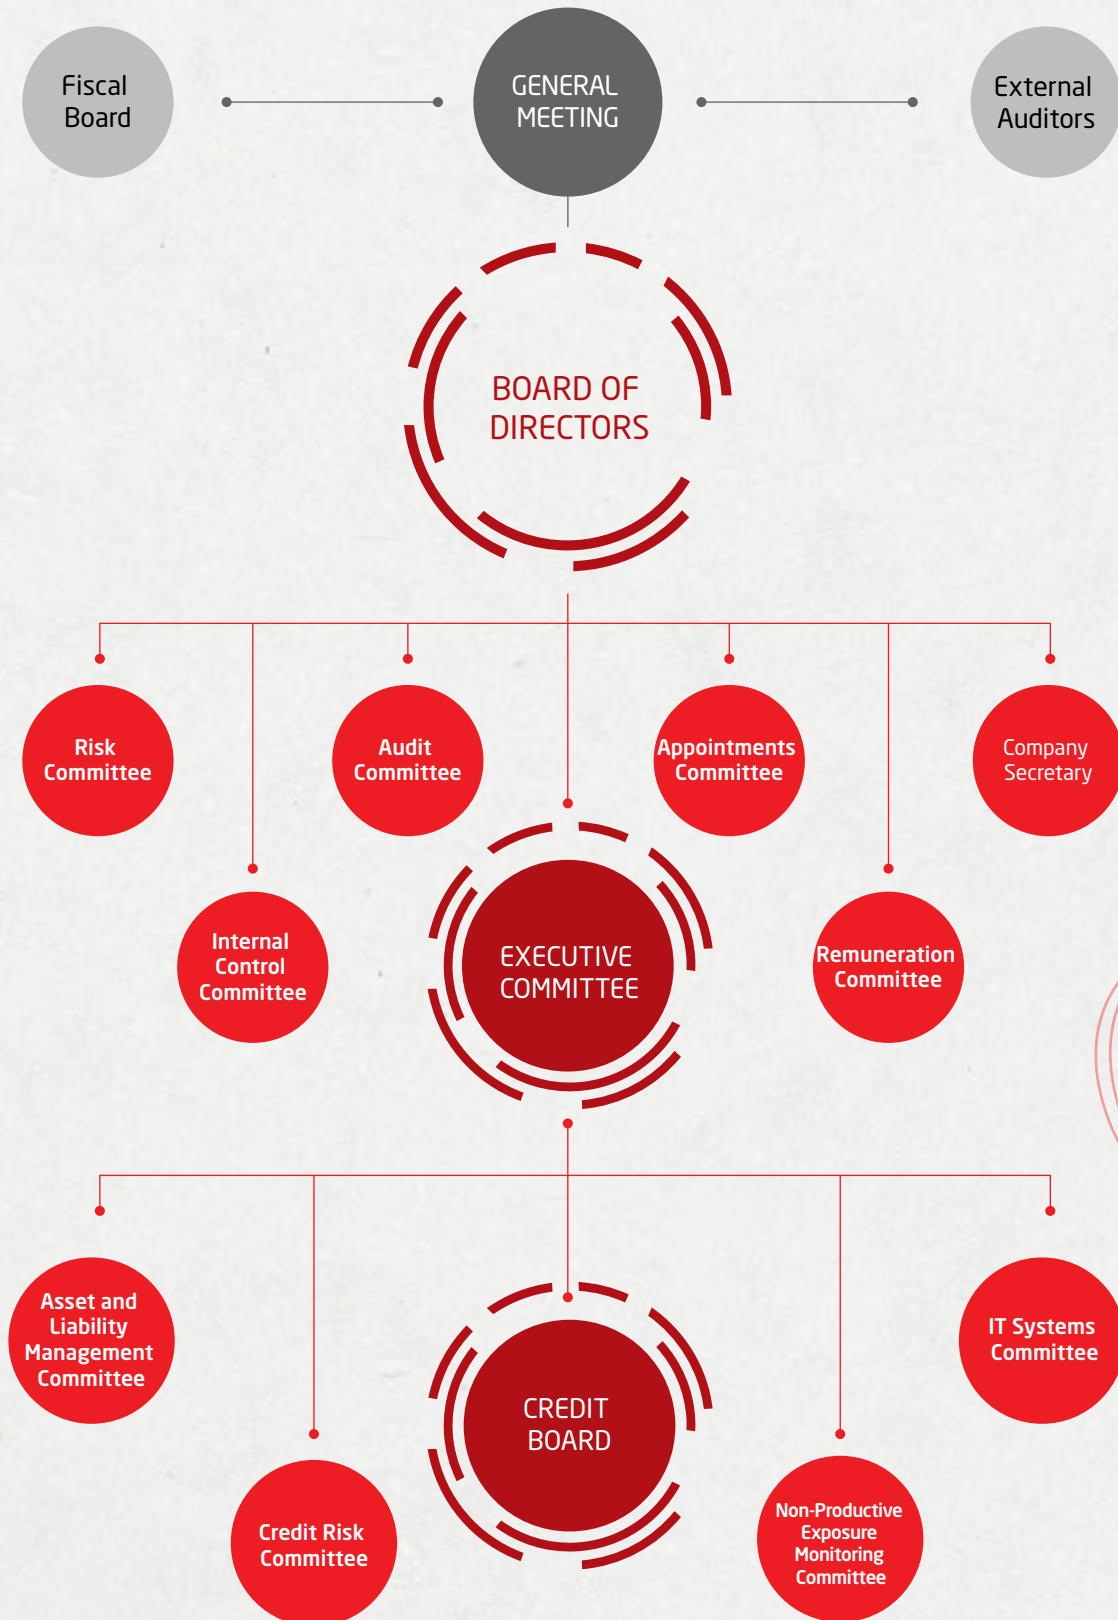 Fiscal
Board
GENERAL
MEETING
External
Auditors
BOARD OF
DIRECTORS
Risk
Committee
Audit
Committee
Appointments
Committee
Company
Secretary
Internal
Control
Committee
EXECUTIVE
COMMITTEE
Remuneration
Committee
Asset and
Liability
Management
Committee
IT Systems
Committee
CREDIT
BOARD
Credit Risk
Committee
Non-Productive
Exposure
Monitoring
Committee